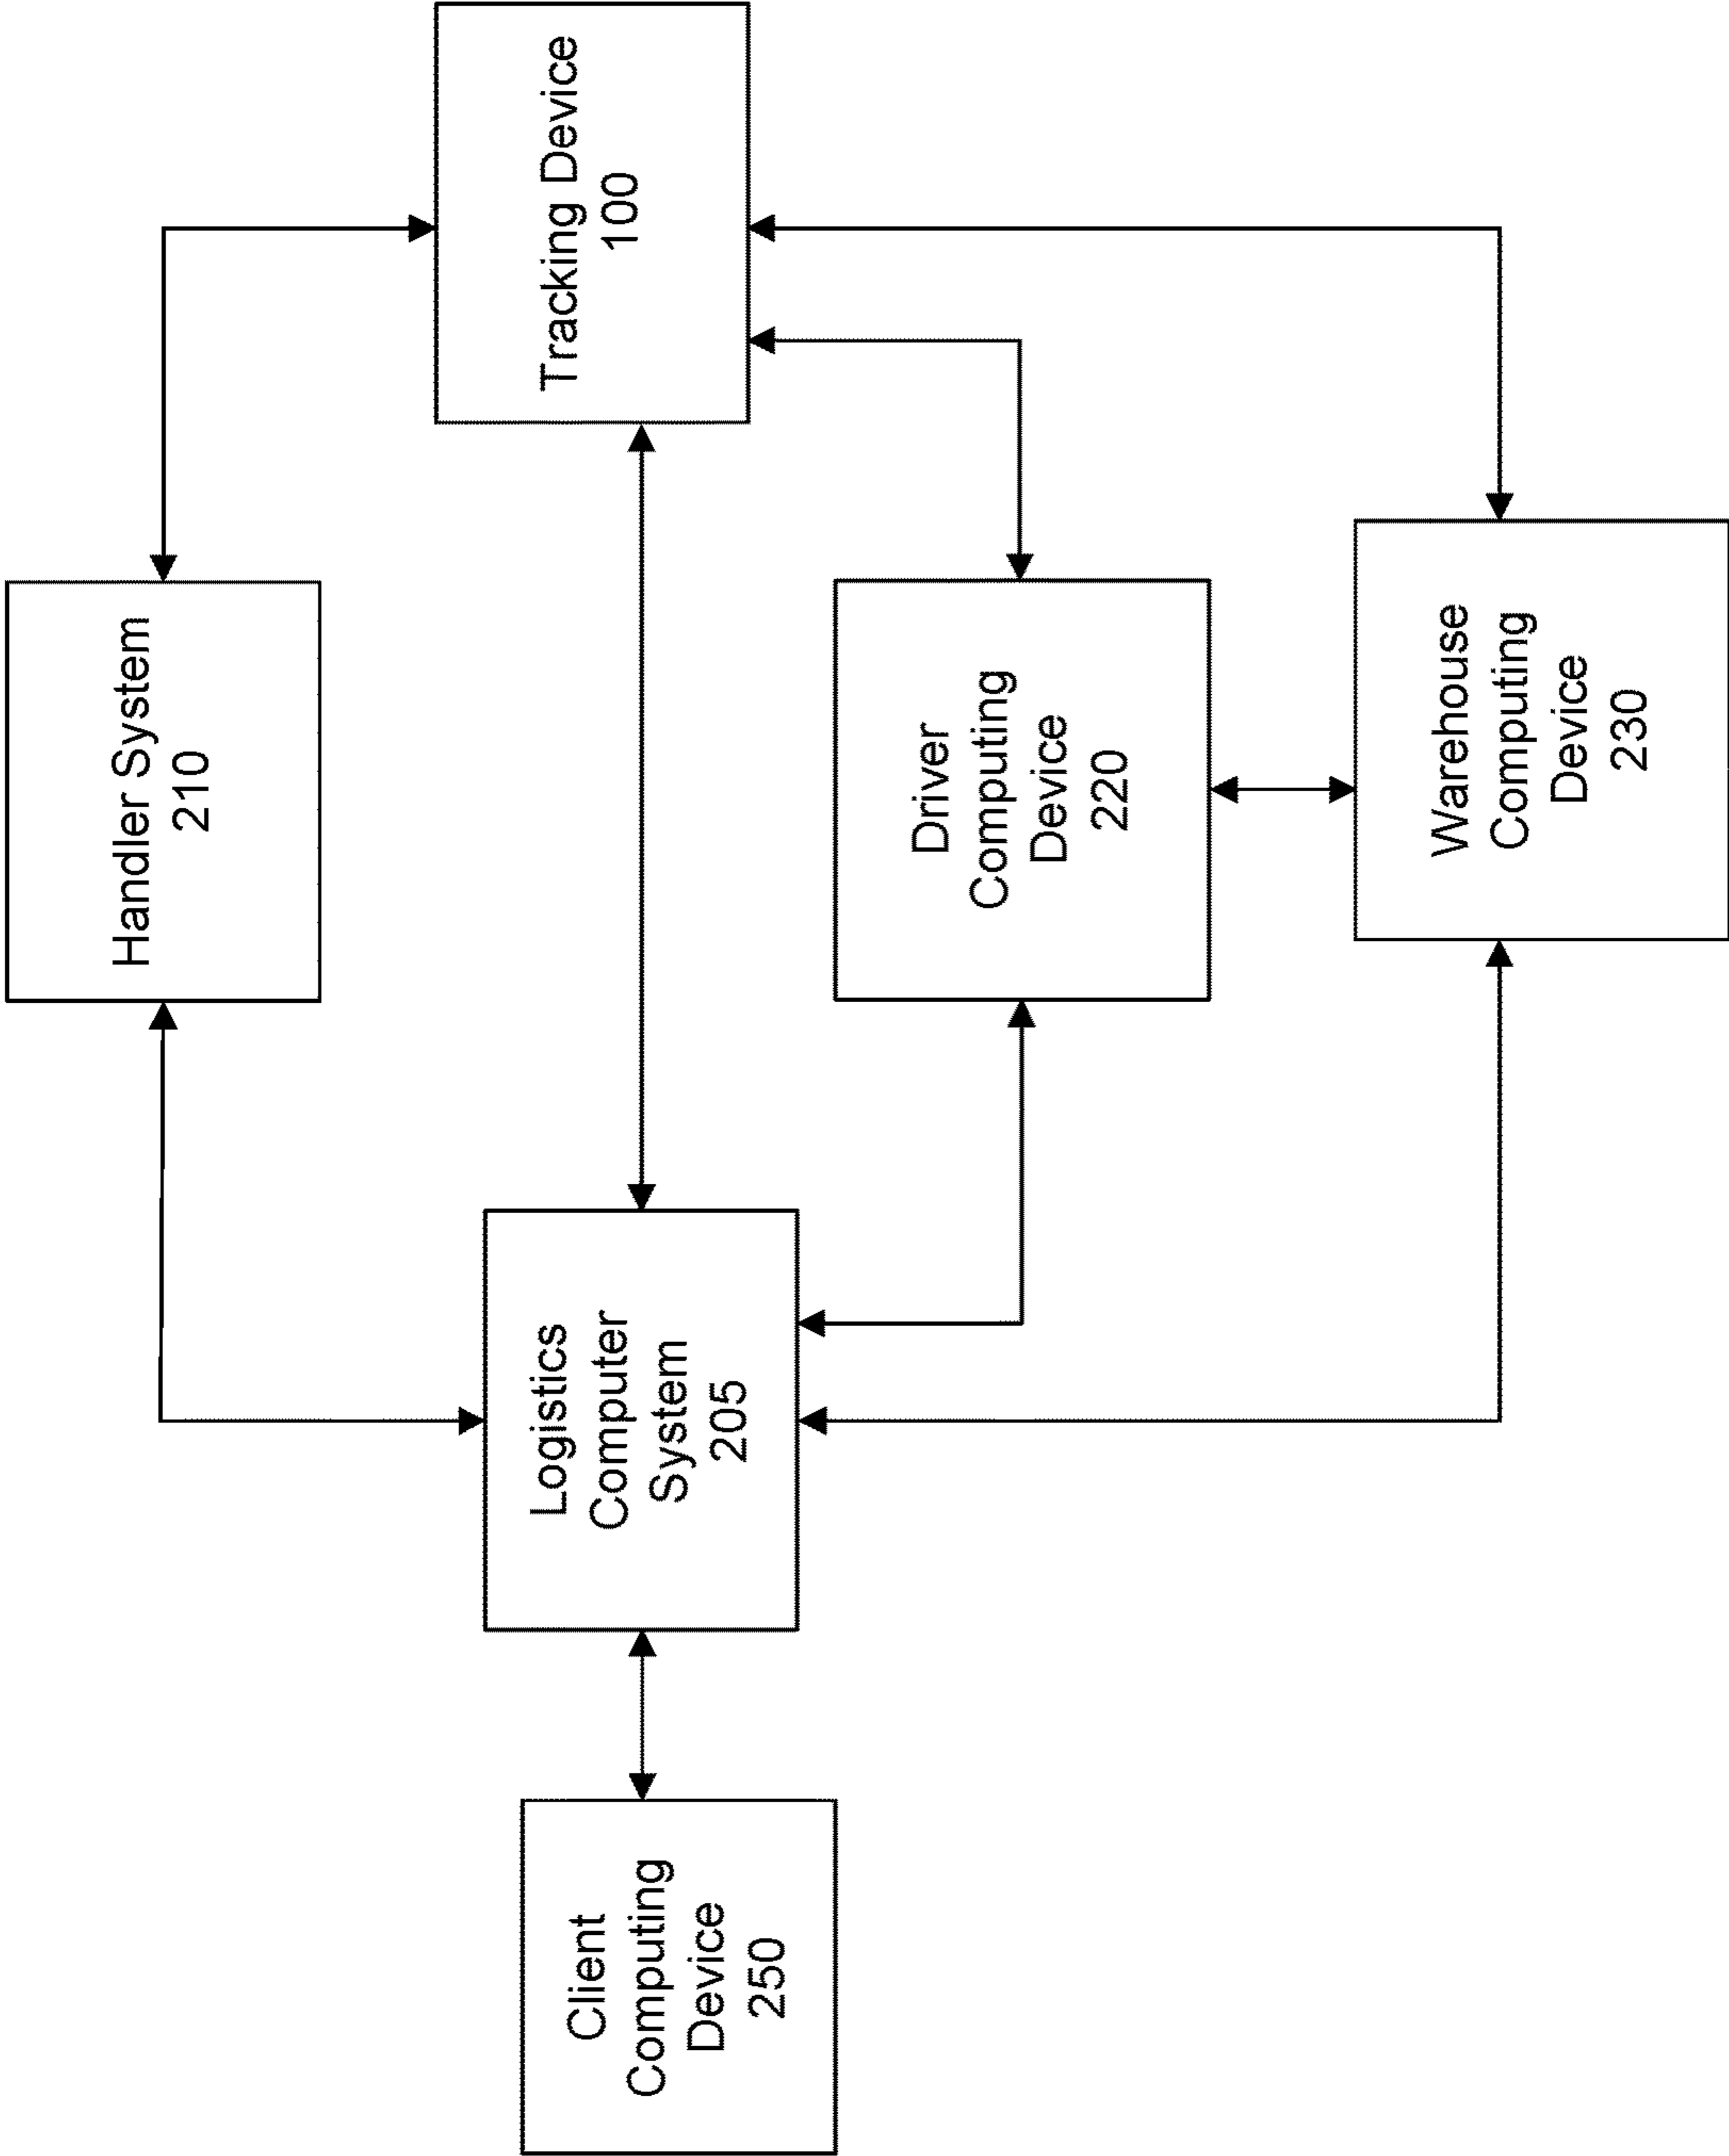 Handler System
210
Tracking Device
100
Logistics
Computer
System
205
Client
Computing
Device
250
Driver
Computing
Device
220
Warehouse
Computing
Device
230